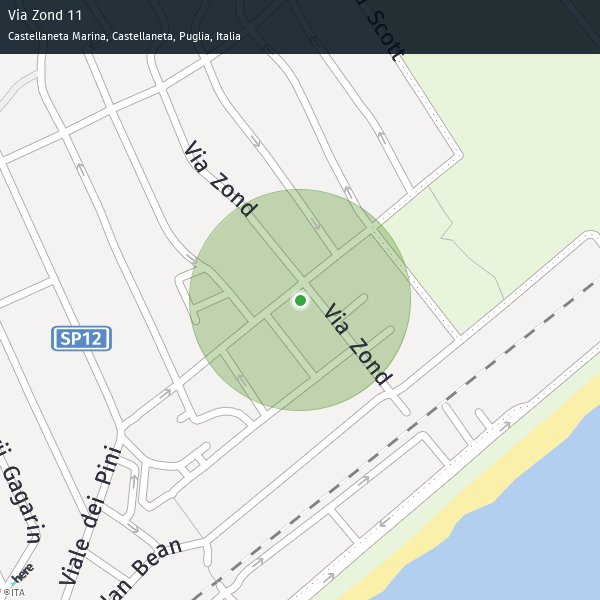 Via Zond 11
Castellaneta Marina, Castellaneta, Puglia, Italia
Scott
Via Zond
Via Zond
SP12
Gagarin
Viale dei Pini
Bean
here
©ITA